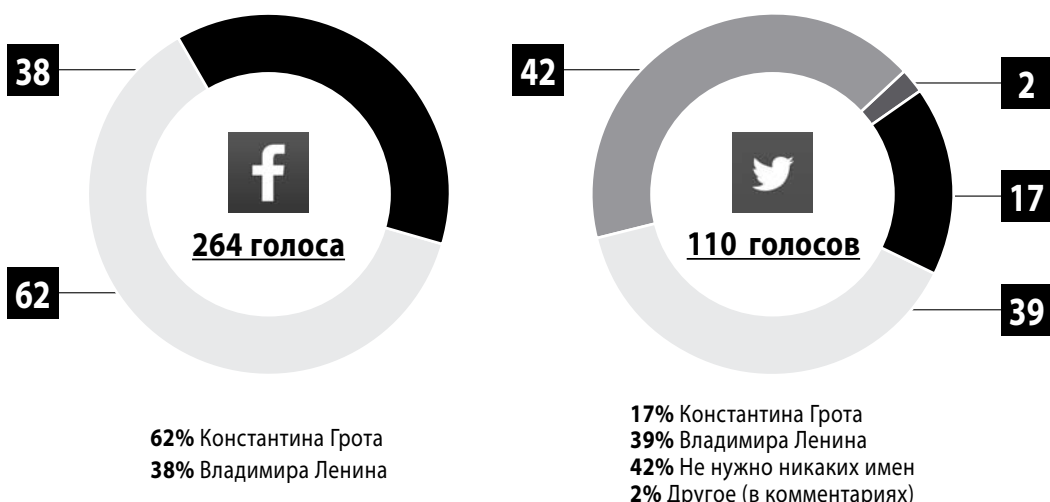 38
62
264 голоса
62% Константина Грота
38% Владимира Ленина
42
2
17
39
110 голосов
17% Константина Грота
39% Владимира Ленина
42% Не нужно никаких имен
2% Другое (в комментариях)